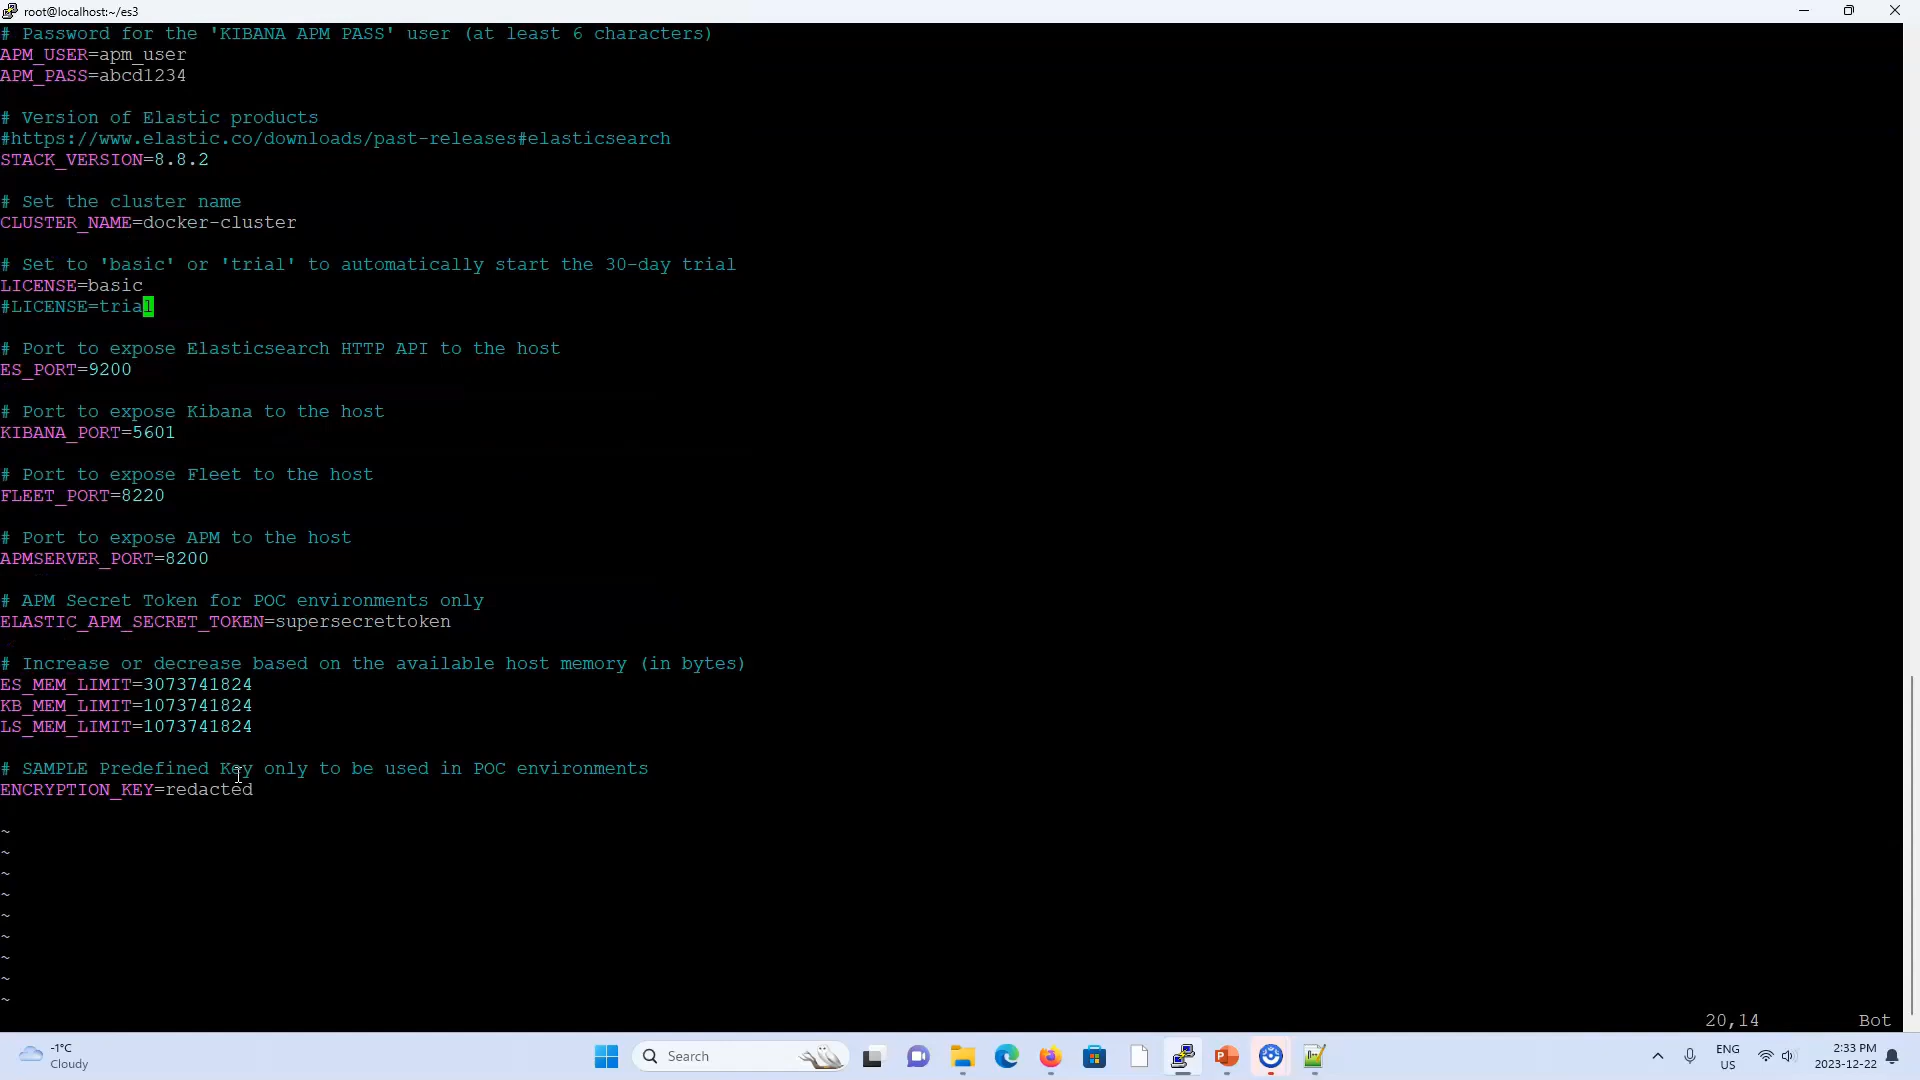 root@localhost:~/es3
# Password for the 'KIBANA APM PASS' user (at least 6 characters)
APM_USER=apm_user
APM_PASS=abcd1234
# Version of Elastic products
#https://www.elastic.co/downloads/past-releases#elasticsearch
STACK_VERSION=8.8.2
# Set the cluster name
CLUSTER_NAME=docker-cluster
# Set to 'basic' or 'trial' to automatically start the 30-day trial
LICENSE=basic
#LICENSE=trial
# Port to expose Elasticsearch HTTP API to the host
ES_PORT=9200
# Port to expose Kibana to the host
KIBANA_PORT=5601
# Port to expose Fleet to the host
FLEET_PORT=8220
# Port to expose APM to the host
APMSERVER_PORT=8200
# APM Secret Token for POC environments only
ELASTIC_APM_SECRET_TOKEN=supersecrettoken
# Increase or decrease based on the available host memory (in bytes)
ES_MEM_LIMIT=3073741824
KB_MEM_LIMIT=1073741824
LS_MEM_LIMIT=1073741824
# SAMPLE Predefined Key only to be used in POC environments
ENCRYPTION_KEY=redacted
~
~
~
~
~
~
~
~
~
20,14 Bot
-1°C
Cloudy
Search
ENG
US
2:33 PM
2023-12-22